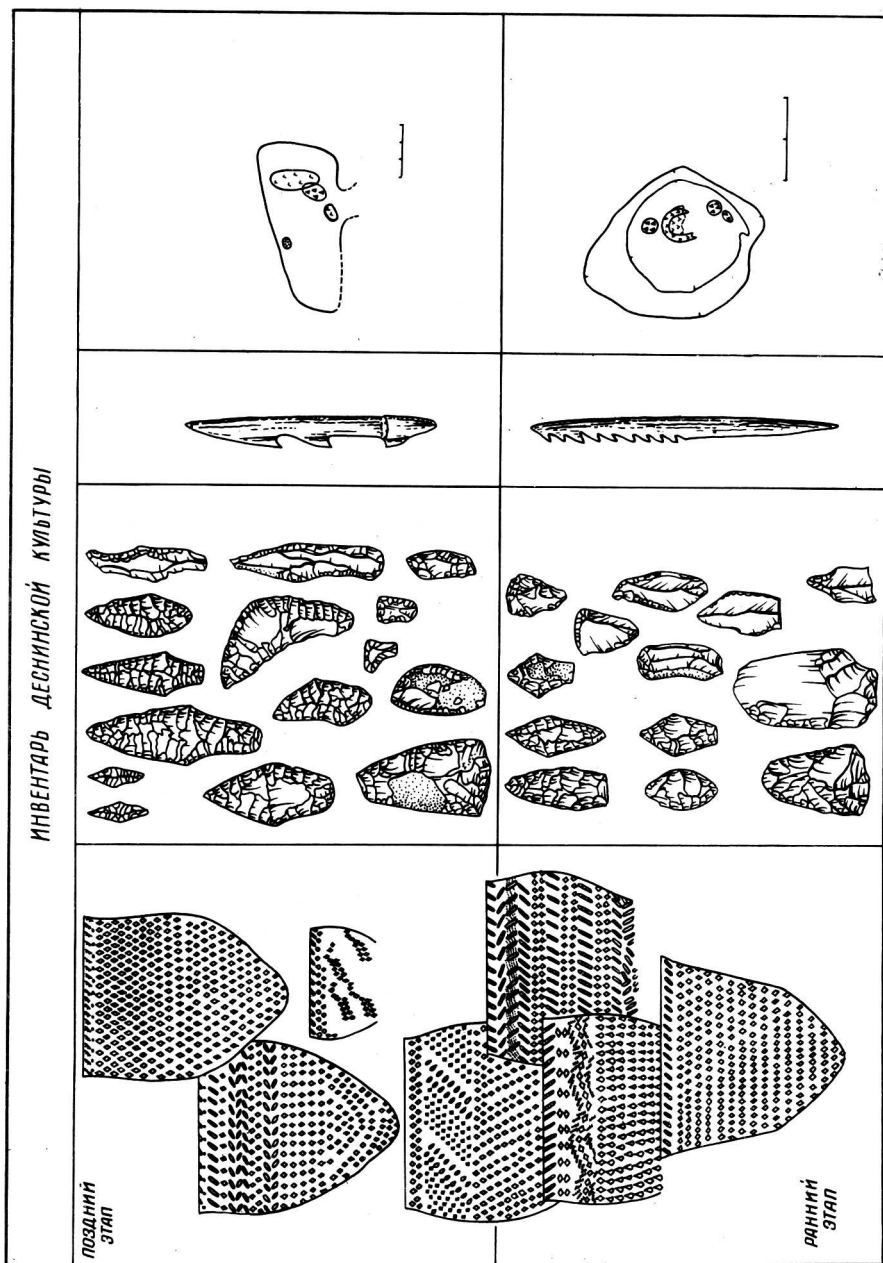 ИНВЕНТАРЬ ДЕСНИНСКОЙ КУЛЬТУРЫ
ПОЗДНИЙ
ЭТАП
РАННИЙ
ЭТАП